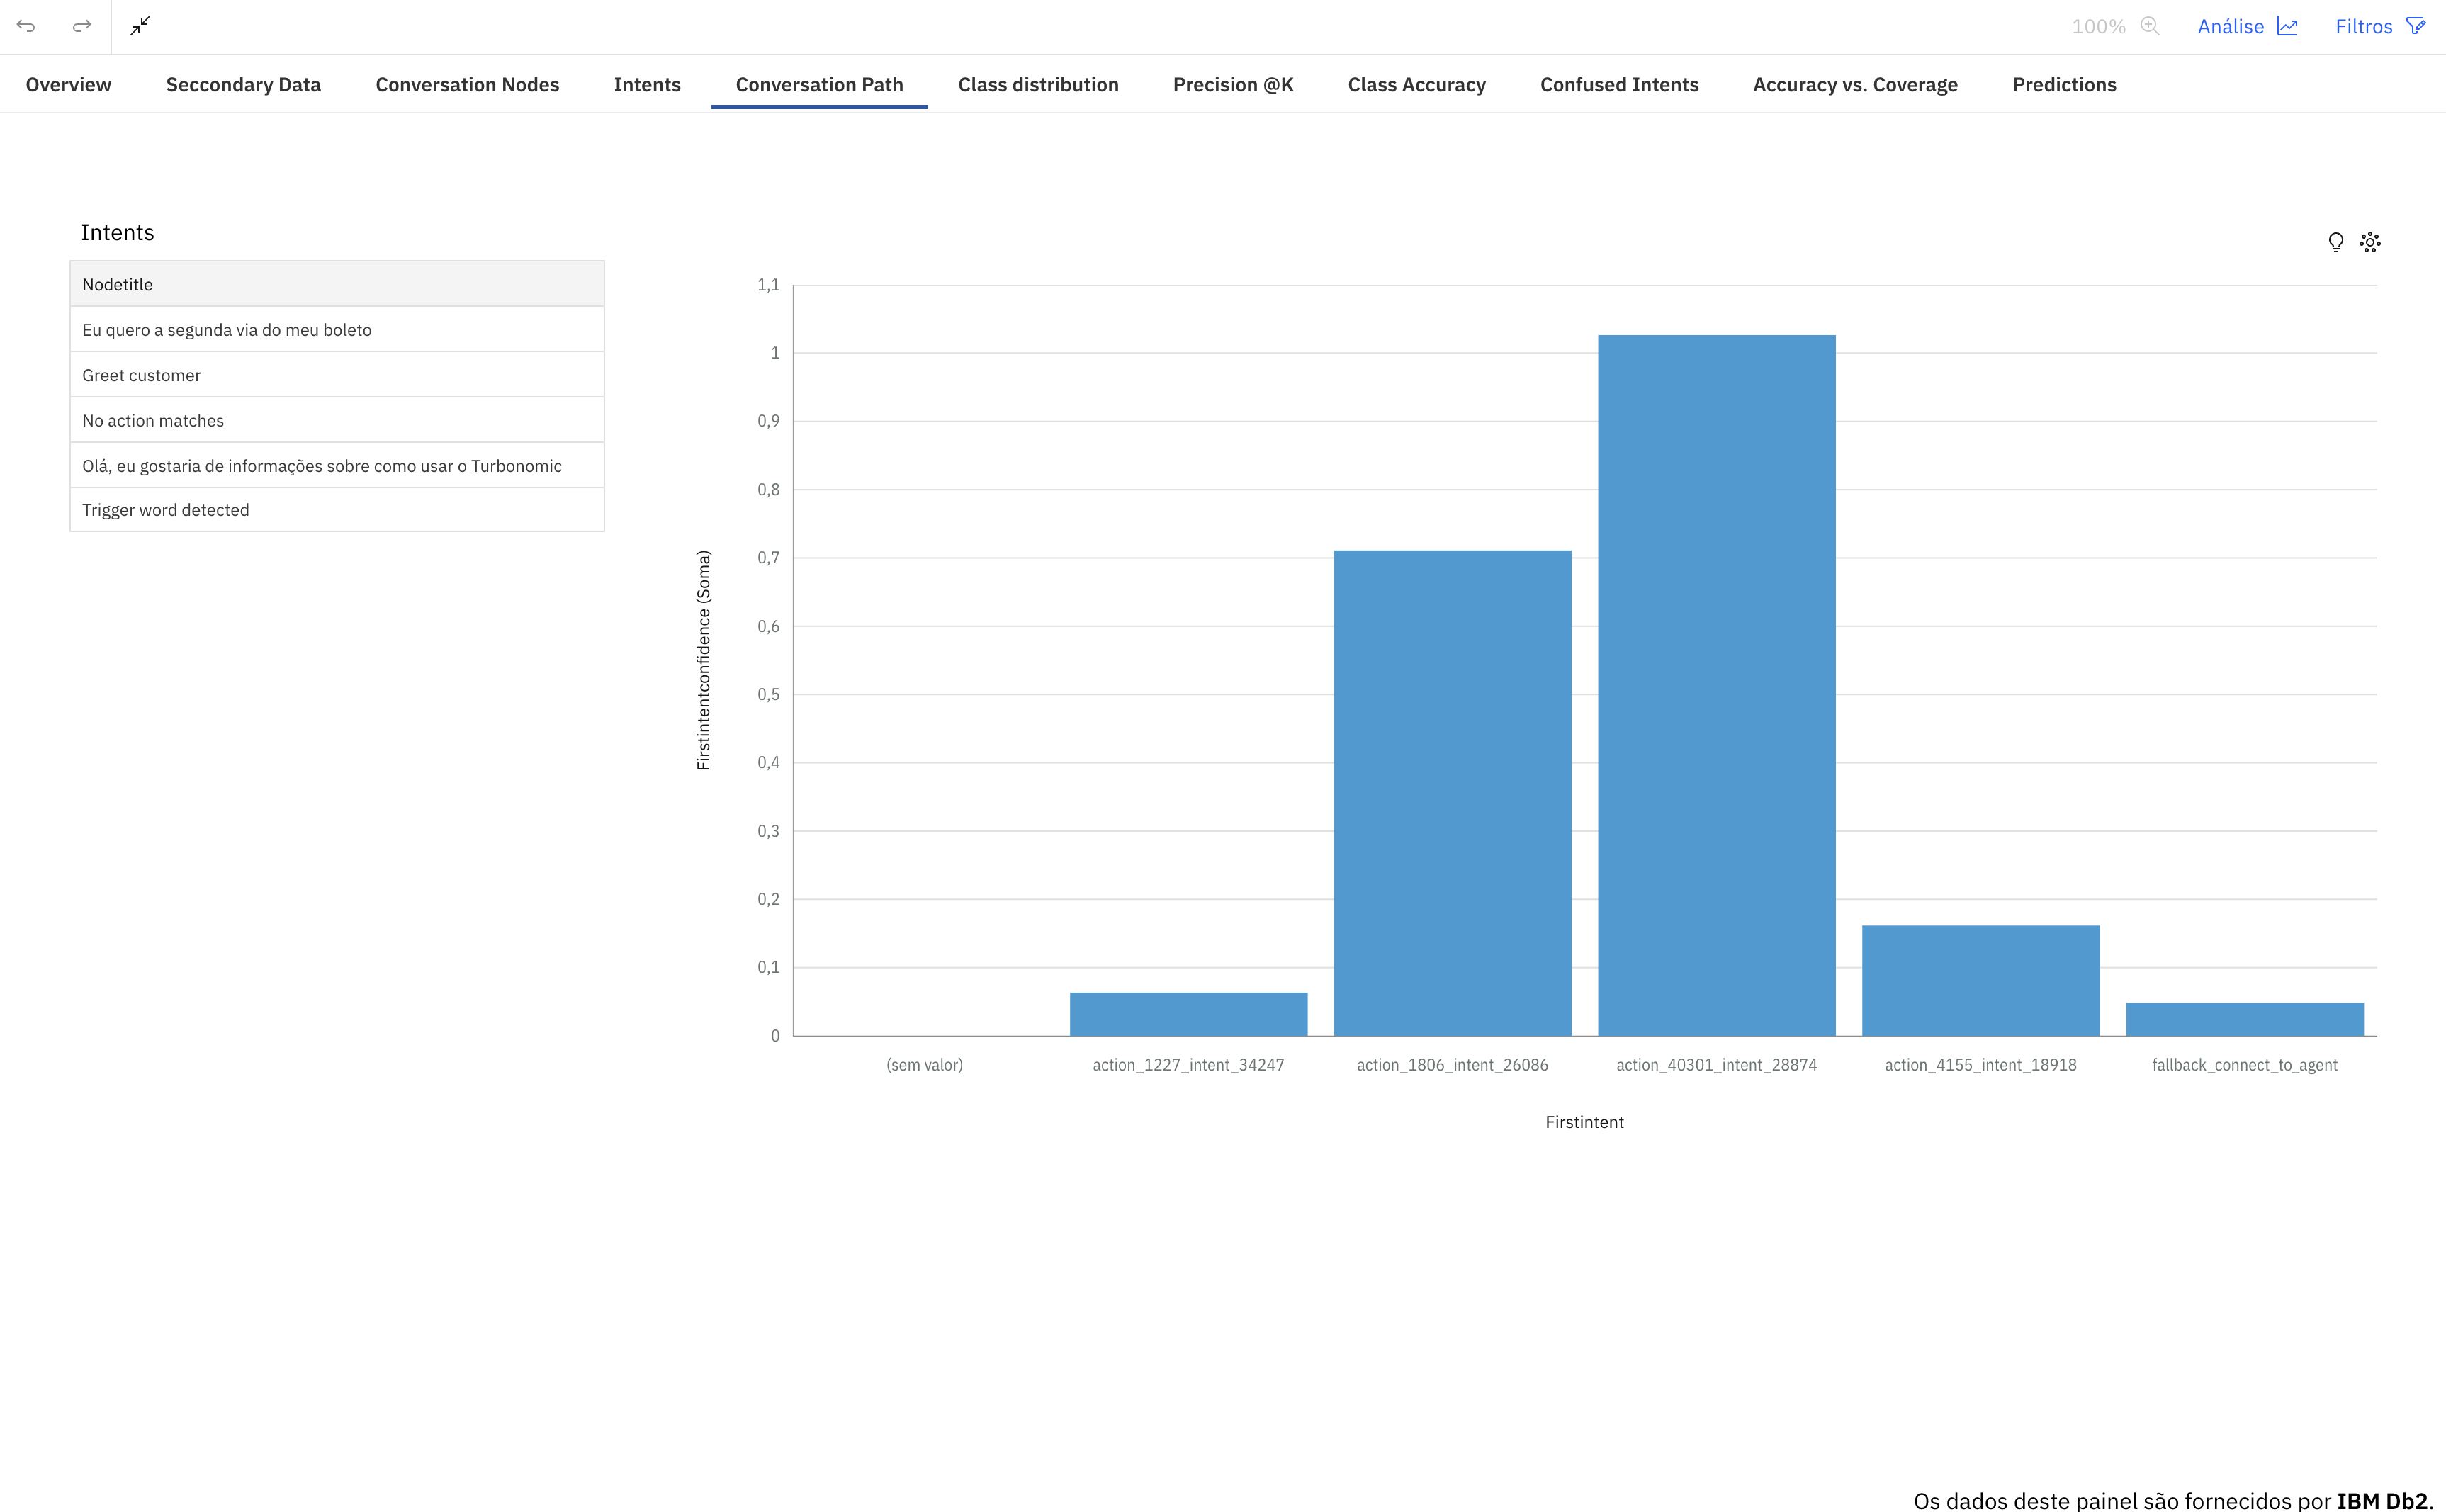 100% Análise Filtros
Overview Seccondary Data Conversation Nodes Intents Conversation Path Class distribution Precision @K Class Accuracy Confused Intents Accuracy vs. Coverage Predictions
Intents
Nodetitle
Eu quero a segunda via do meu boleto
Greet customer
No action matches
Olá, eu gostaria de informações sobre como usar o Turbonomic
Trigger word detected
Firstintentconfidence (Soma)
1,1
1
0,9
0,8
0,7
0,6
0,5
0,4
0,3
0,2
0,1
0
(sem valor) action_1227_intent_34247 action_1806_intent_26086 action_40301_intent_28874 action_4155_intent_18918 fallback_connect_to_agent
Firstintent
Os dados deste painel são fornecidos por IBM Db2.